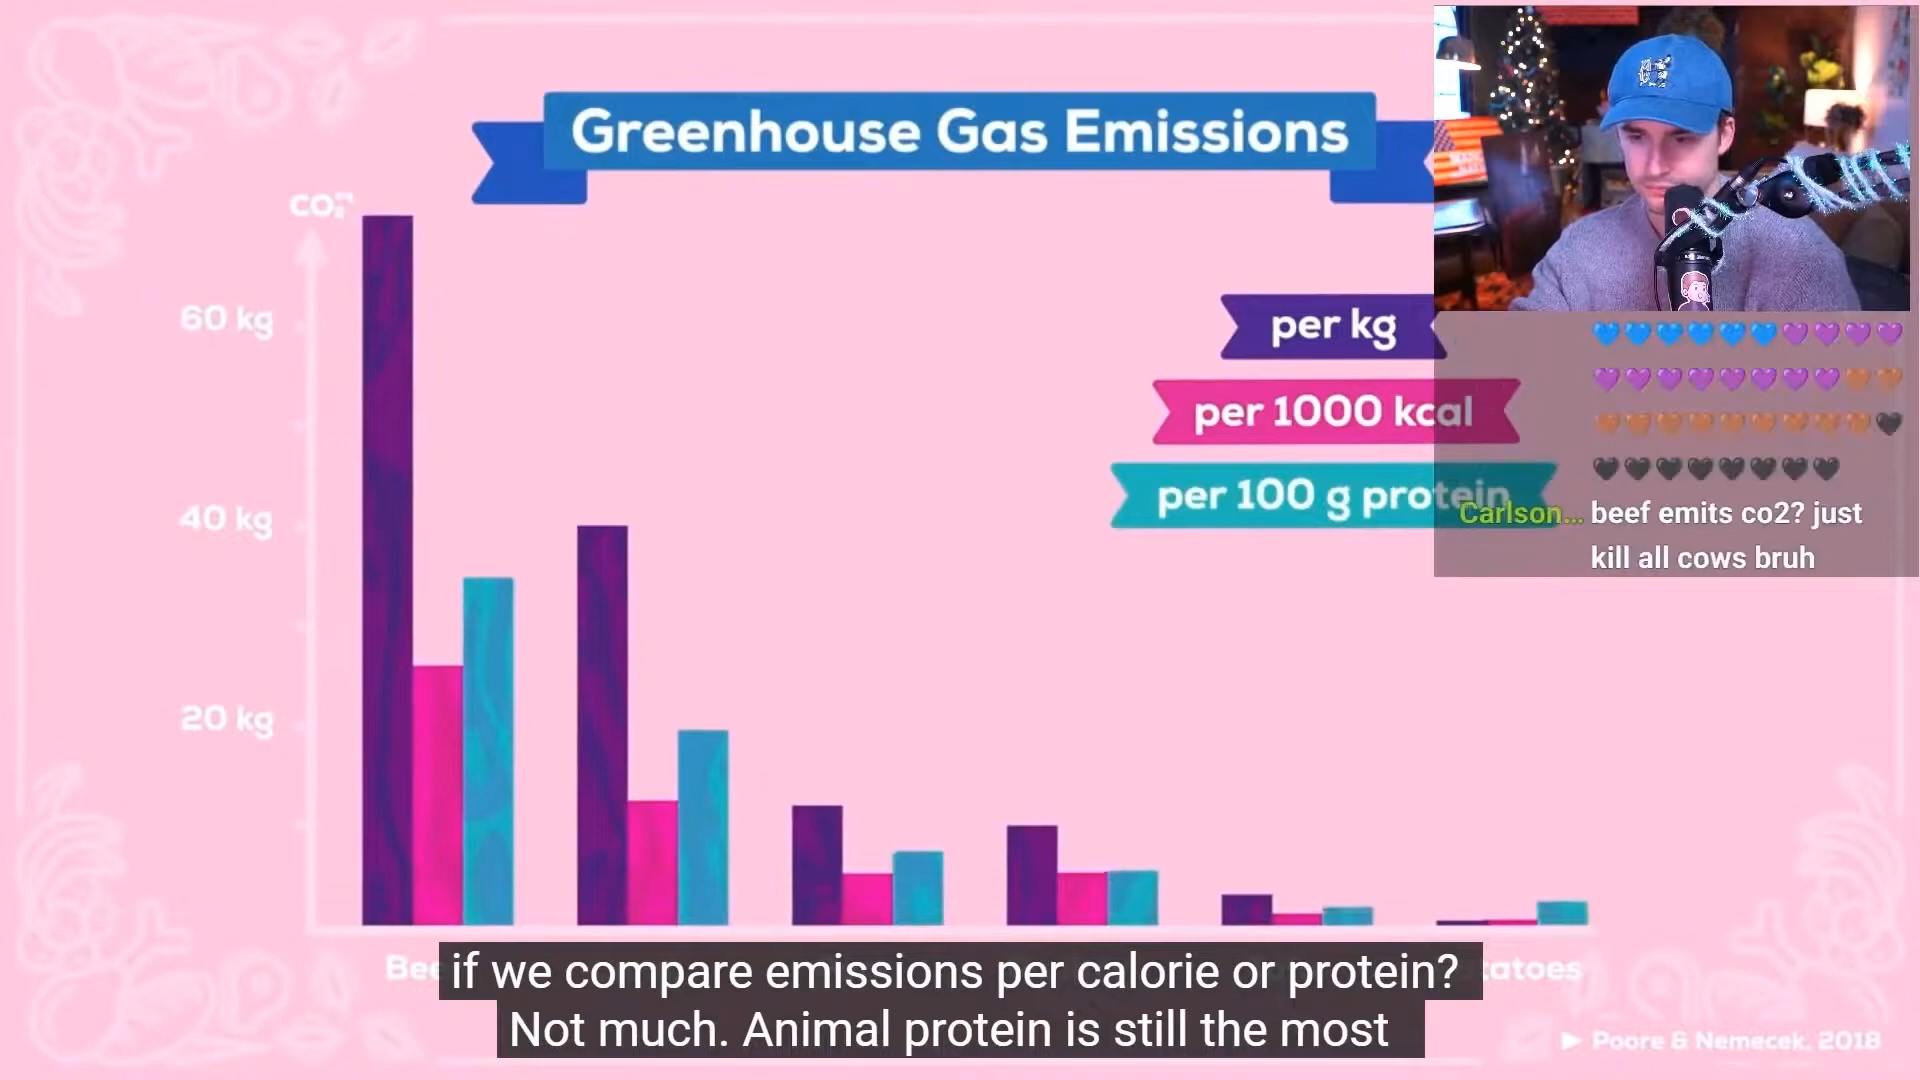 Greenhouse Gas Emissions
60 kg
40 kg
20 kg
per kg
per 1000 kcal
per 100 g protein
Carlson… beef emits co2? just
kill all cows bruh
if we compare emissions per calorie or protein?
Not much. Animal protein is still the most
▶ Poore & Nemecek, 2018